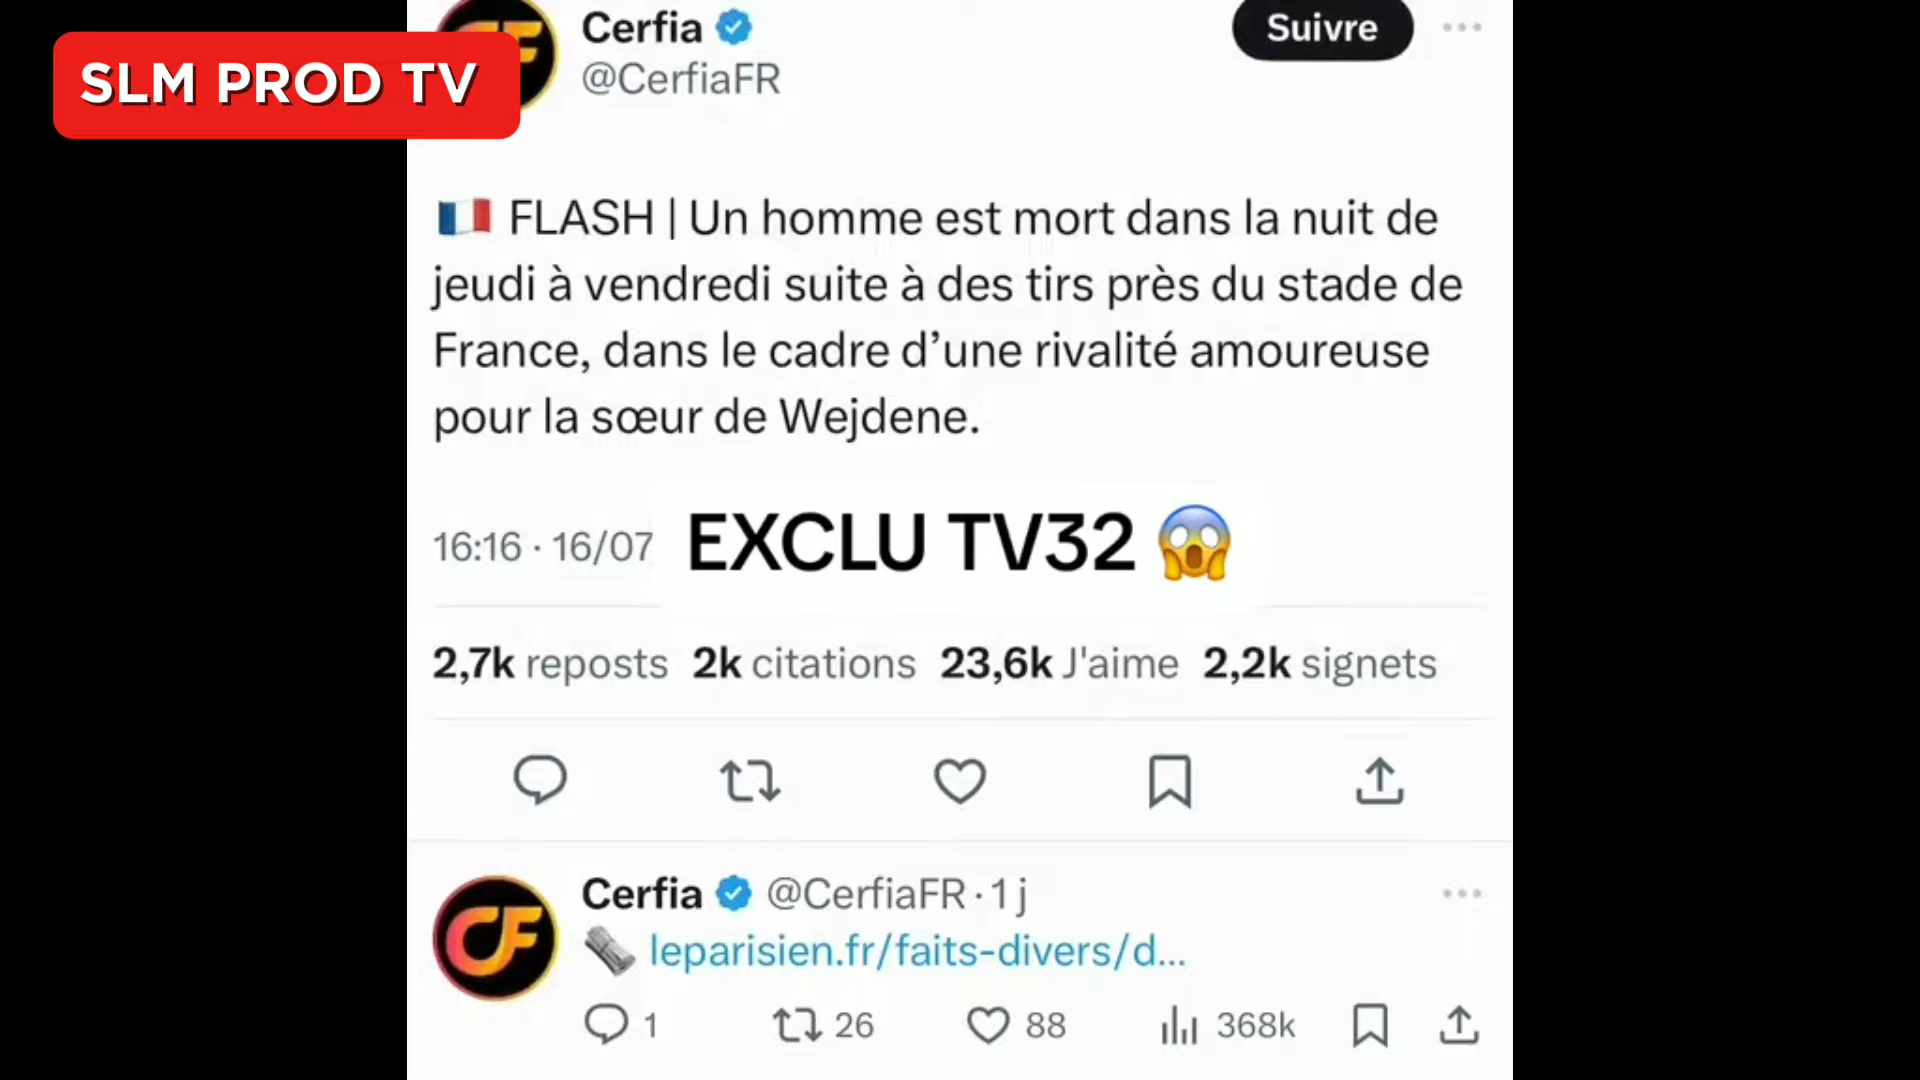 SLM PROD TV
Cerfia
@CerfiaFR
Suivre
🇫🇷 FLASH | Un homme est mort dans la nuit de
jeudi à vendredi suite à des tirs près du stade de
France, dans le cadre d’une rivalité amoureuse
pour la sœur de Wejdene.
16:16 · 16/07
EXCLU TV32 😱
2,7k reposts 2k citations 23,6k J'aime 2,2k signets
Cerfia @CerfiaFR · 1 j
leparisien.fr/faits-divers/d...
1 26 88 368k